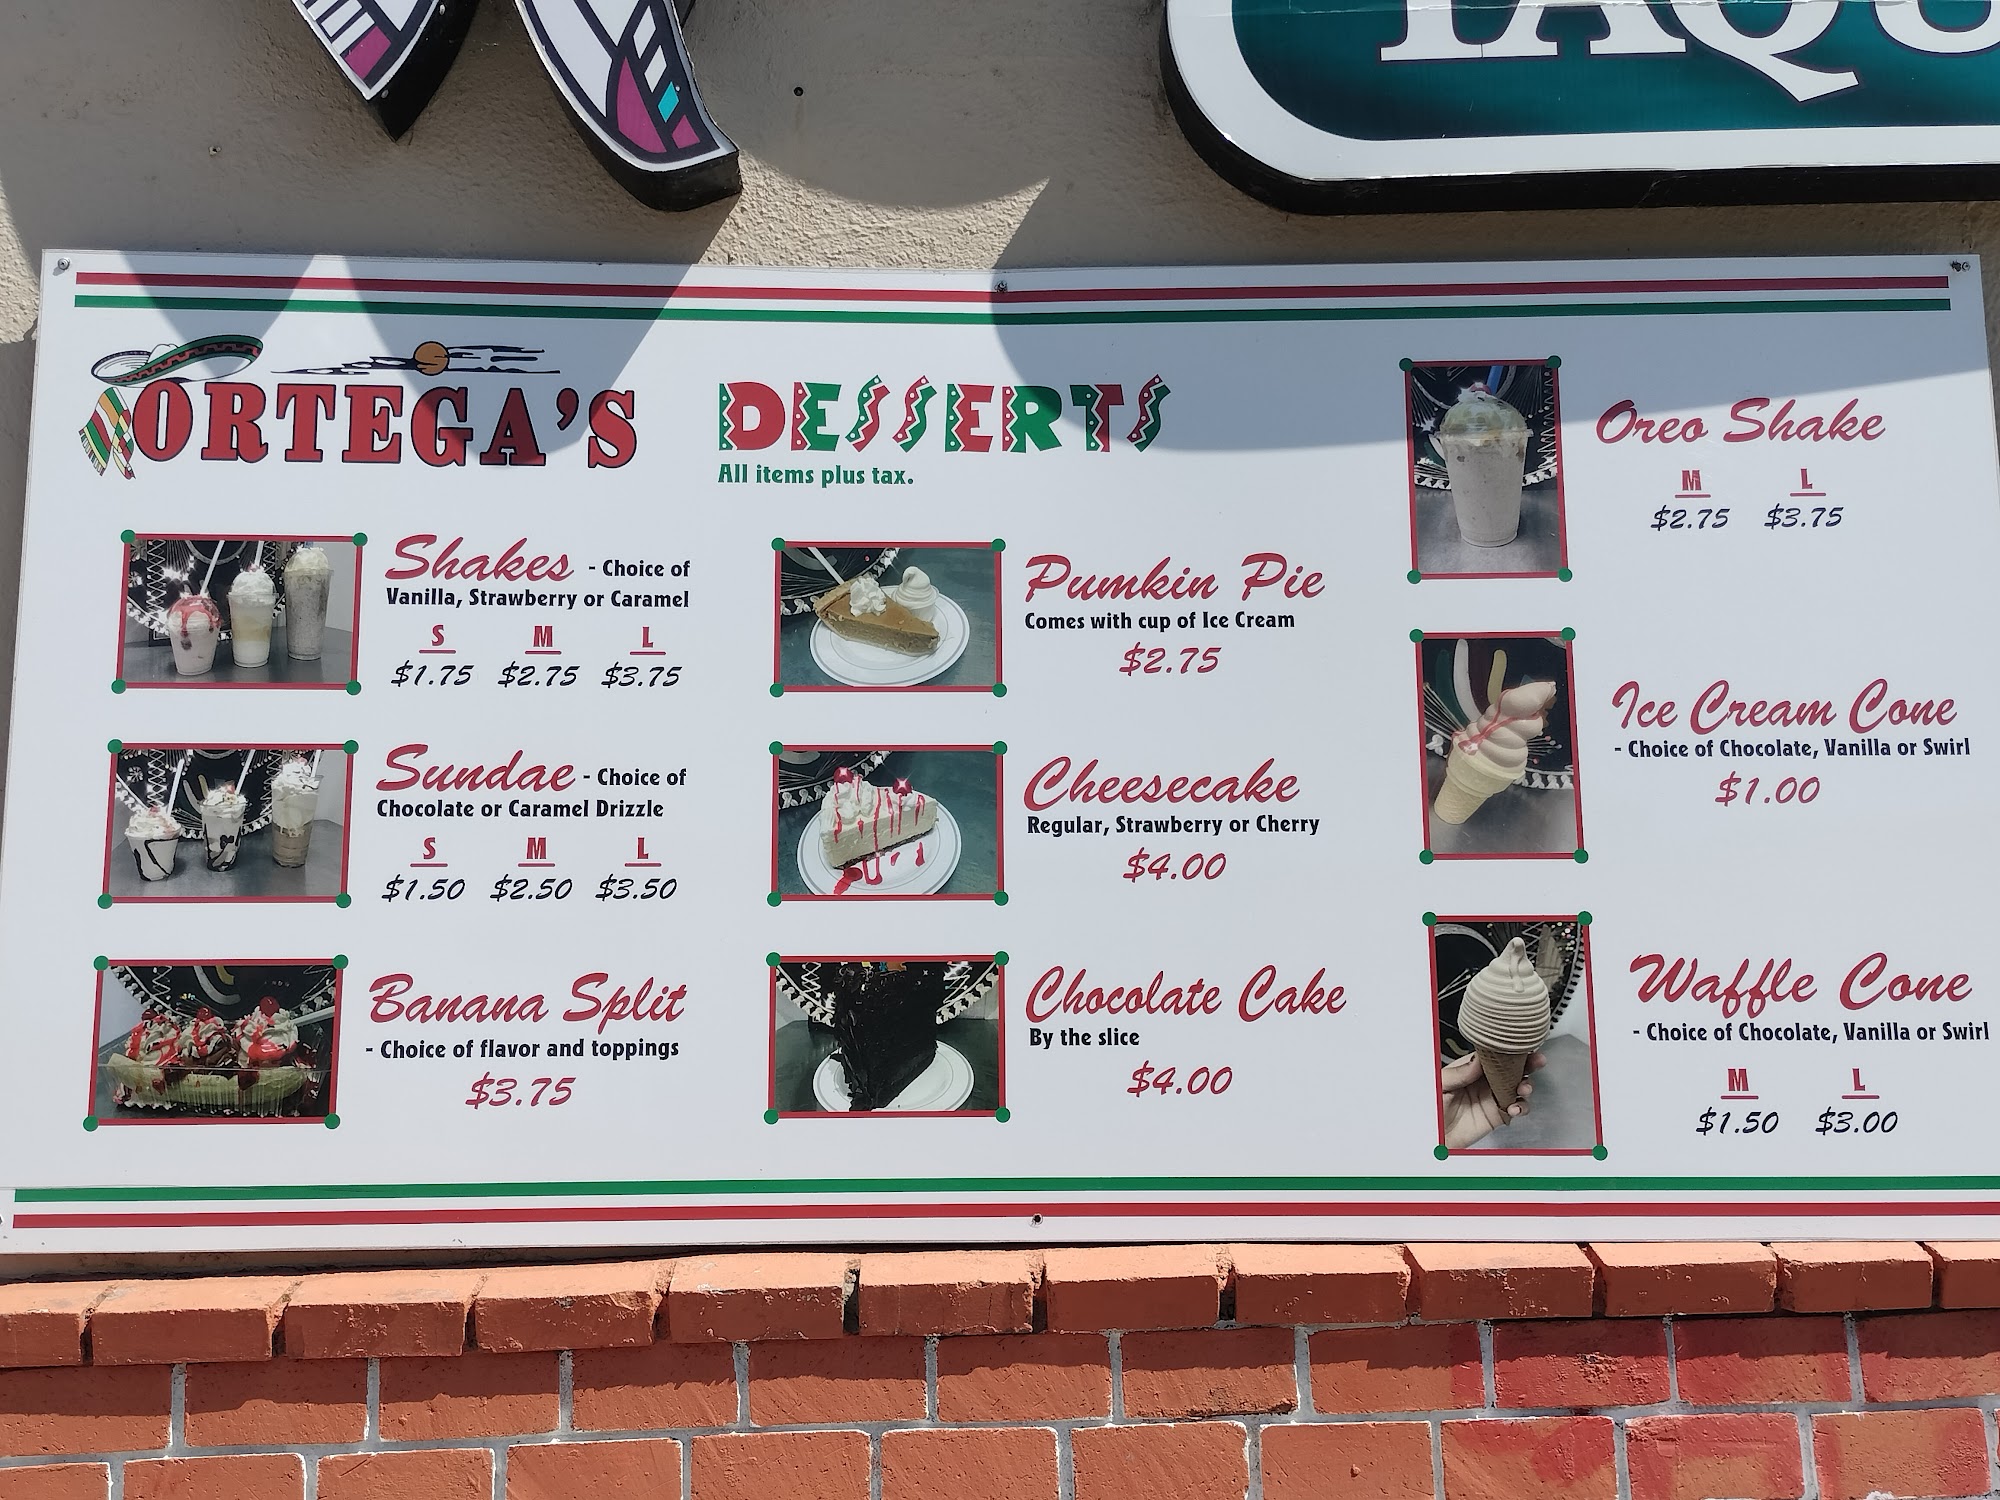 TAQU
ORTEGA'S
DESSERTS
All items plus tax.
Shakes - Choice of
Vanilla, Strawberry or Caramel
S M L
$1.75 $2.75 $3.75
Sundae - Choice of
Chocolate or Caramel Drizzle
S M L
$1.50 $2.50 $3.50
Banana Split
- Choice of flavor and toppings
$3.75
Pumkin Pie
Comes with cup of Ice Cream
$2.75
Cheesecake
Regular, Strawberry or Cherry
$4.00
Chocolate Cake
By the slice
$4.00
Oreo Shake
M L
$2.75 $3.75
Ice Cream Cone
- Choice of Chocolate, Vanilla or Swirl
$1.00
Waffle Cone
- Choice of Chocolate, Vanilla or Swirl
M L
$1.50 $3.00